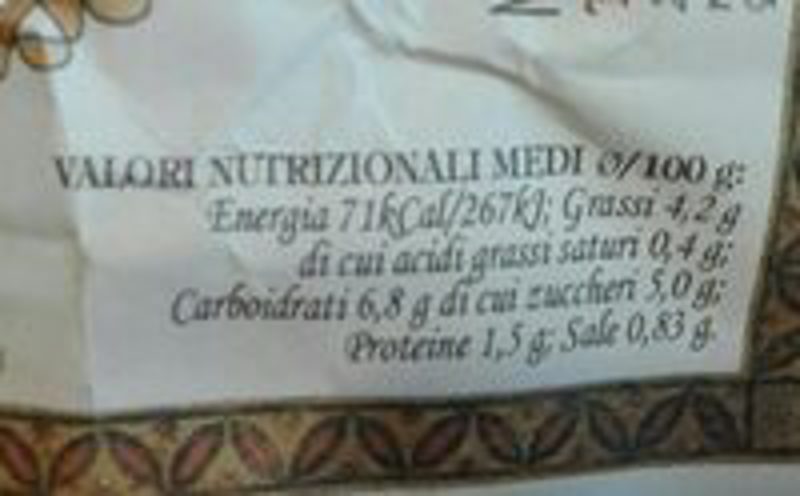 VALORI NUTRIZIONALI MEDI Ø/100 g:
Energia 71kCal/267kJ; Grassi 4,2 g
di cui acidi grassi saturi 0,4 g;
Carboidrati 6,8 g di cui zuccheri 5,0 g;
Proteine 1,5 g; Sale 0,83 g.